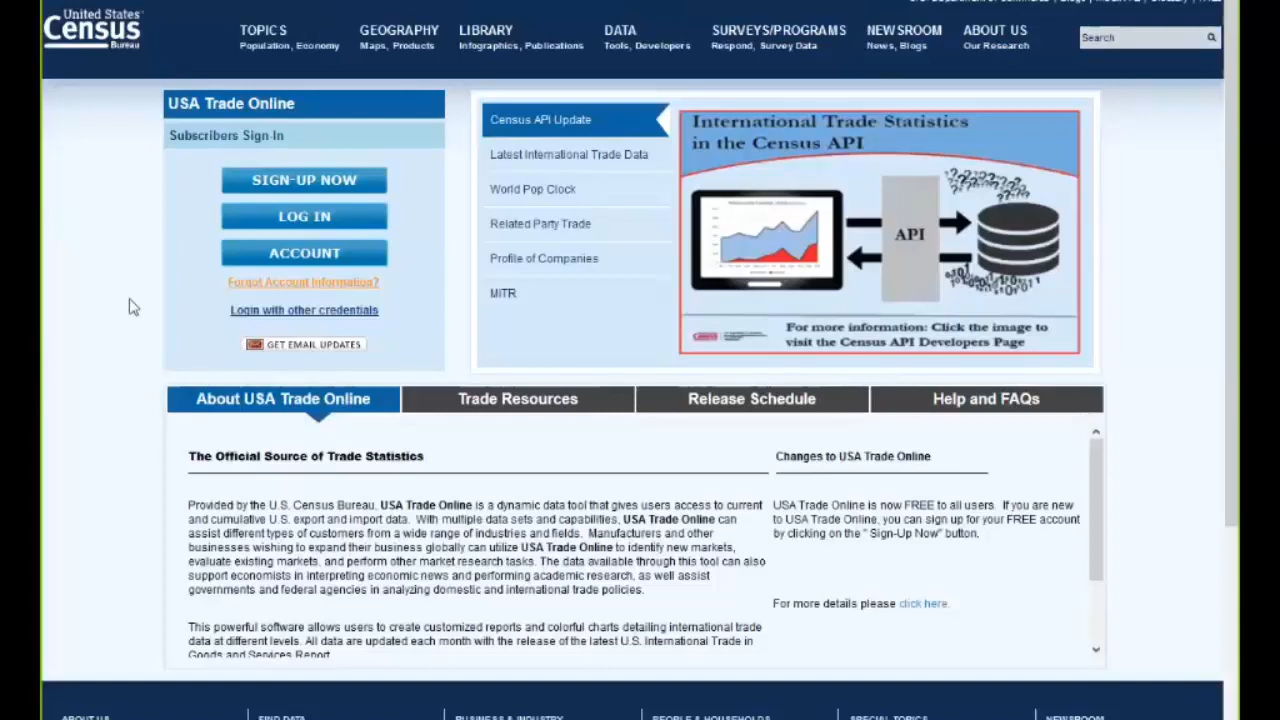 United States
Census
Bureau
TOPICS
Population, Economy
GEOGRAPHY
Maps, Products
LIBRARY
Infographics, Publications
DATA
Tools, Developers
SURVEYS/PROGRAMS
Respond, Survey Data
NEWSROOM
News, Blogs
ABOUT US
Our Research
Search
USA Trade Online
Subscribers Sign-In
SIGN-UP NOW
LOG IN
ACCOUNT
Forgot Account Information?
Login with other credentials
GET EMAIL UPDATES
Census API Update
Latest International Trade Data
World Pop Clock
Related Party Trade
Profile of Companies
MITR
International Trade Statistics
in the Census API
API
For more information: Click the image to
visit the Census API Developers Page
About USA Trade Online
Trade Resources
Release Schedule
Help and FAQs
The Official Source of Trade Statistics
Provided by the U.S. Census Bureau, USA Trade Online is a dynamic data tool that gives users access to current
and cumulative U.S. export and import data. With multiple data sets and capabilities, USA Trade Online can
assist different types of customers from a wide range of industries and fields. Manufacturers and other
businesses wishing to expand their business globally can utilize USA Trade Online to identify new markets,
evaluate existing markets, and perform other market research tasks. The data available through this tool can also
support economists in interpreting economic news and performing academic research, as well assist
governments and federal agencies in analyzing domestic and international trade policies.
This powerful software allows users to create customized reports and colorful charts detailing international trade
data at different levels. All data are updated each month with the release of the latest U.S. International Trade in
Goods and Services Report
Changes to USA Trade Online
USA Trade Online is now FREE to all users. If you are new
to USA Trade Online, you can sign up for your FREE account
by clicking on the " Sign-Up Now" button.
For more details please click here.
ABOUT US
FIND DATA
BUSINESS & INDUSTRY
PEOPLE & HOUSEHOLDS
SPECIAL TOPICS
NEWSROOM